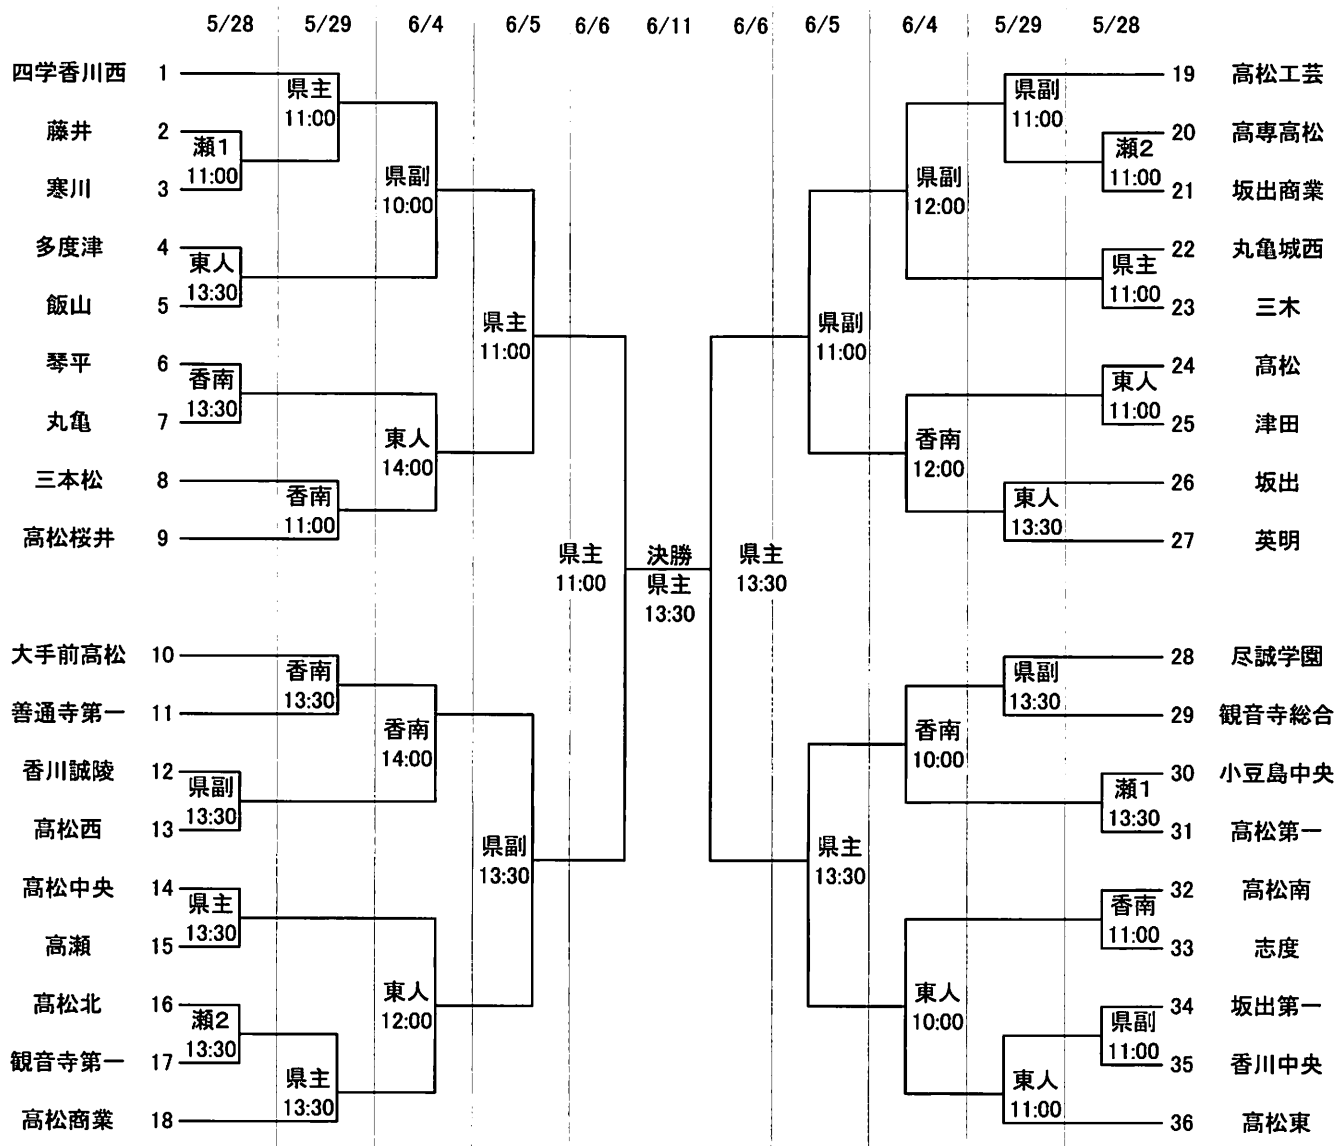 5/28 5/29 6/4 6/5 6/6 6/11 6/6 6/5 6/4 5/29 5/28
四学香川西 1
県主
11:00
藤井 2
瀬1
11:00
寒川 3
県副
10:00
多度津 4
東人
13:30
飯山 5
県主
11:00
琴平 6
香南
13:30
丸亀 7
東人
14:00
三本松 8
香南
11:00
高松桜井 9
県主
11:00
大手前高松 10
香南
13:30
善通寺第一 11
香南
14:00
香川誠陵 12
県副
13:30
高松西 13
県副
13:30
高松中央 14
県主
13:30
高瀬 15
東人
12:00
高松北 16
瀬2
13:30
観音寺第一 17
県主
13:30
高松商業 18
決勝
県主
13:30
県主
13:30
19 高松工芸
県副
11:00
20 高専高松
瀬2
11:00
21 坂出商業
県副
12:00
22 丸亀城西
県主
11:00
23 三木
県副
11:00
24 高松
東人
11:00
25 津田
香南
12:00
26 坂出
東人
13:30
27 英明
28 尽誠学園
県副
13:30
29 観音寺総合
香南
10:00
30 小豆島中央
瀬1
13:30
31 高松第一
県主
13:30
32 高松南
香南
11:00
33 志度
東人
10:00
34 坂出第一
県副
11:00
35 香川中央
東人
11:00
36 高松東